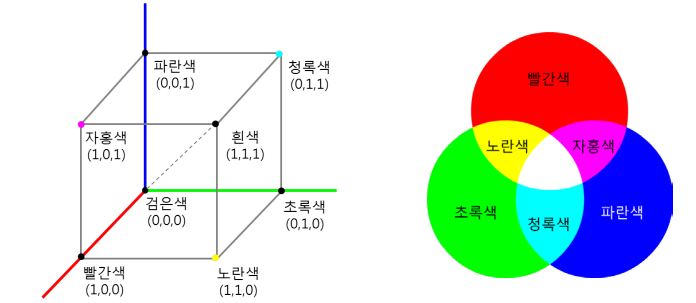 파란색
(0,0,1)
청록색
(0,1,1)
자홍색
(1,0,1)
흰색
(1,1,1)
검은색
(0,0,0)
초록색
(0,1,0)
빨간색
(1,0,0)
노란색
(1,1,0)
빨간색
노란색
자홍색
초록색
청록색
파란색